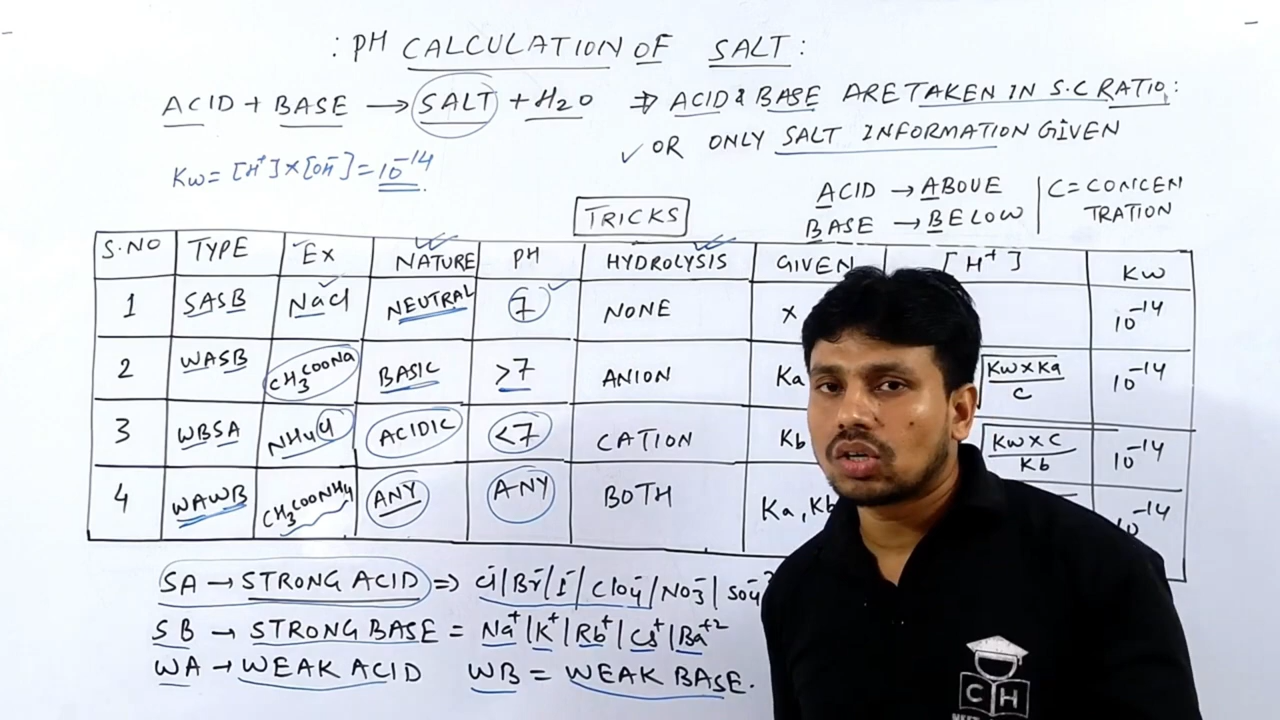 : PH CALCULATION OF SALT :
ACID + BASE → SALT + H2O ⇒ ACID & BASE ARE TAKEN IN S.C RATIO :
✓ OR ONLY SALT INFORMATION GIVEN
Kw = [H⁺] × [OH⁻] = 10⁻¹⁴
ACID → ABOVE
BASE → BELOW
C = CONCEN
TRATION
TRICKS
S.NO TYPE EX NATURE PH HYDROLYSIS GIVEN [H⁺] Kw
1 SASB NaCl NEUTRAL 7 NONE X 10⁻¹⁴
2 WASB CH3COONa BASIC >7 ANION Ka √Kw×Ka/C 10⁻¹⁴
3 WBSA NH4Cl ACIDIC <7 CATION Kb √Kw×C/Kb 10⁻¹⁴
4 WAWB CH3COONH4 ANY ANY BOTH Ka, Kb 10⁻¹⁴
SA → STRONG ACID ⇒ Cl⁻ | Br⁻ | I⁻ | ClO4⁻ | NO3⁻ | SO4⁻²
SB → STRONG BASE = Na⁺ | K⁺ | Rb⁺ | Cs⁺ | Ba⁺²
WA → WEAK ACID WB = WEAK BASE.
C H